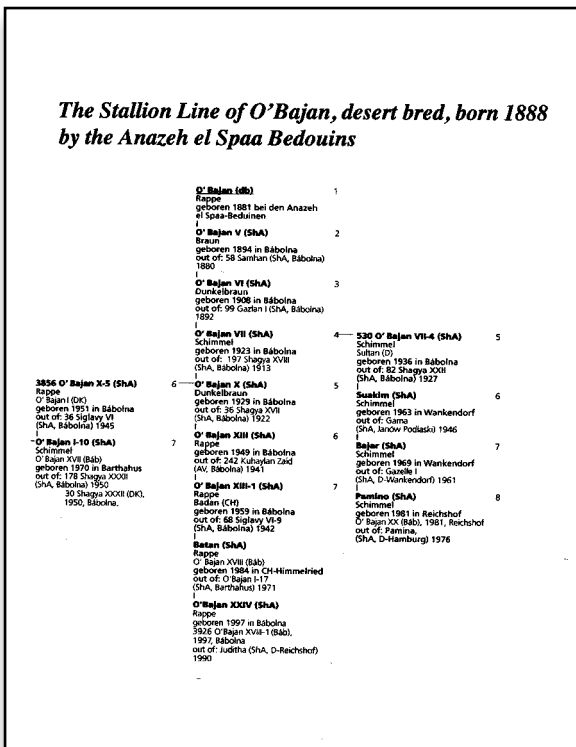 The Stallion Line of O'Bajan, desert bred, born 1888
by the Anazeh el Spaa Bedouins
O' Bajan (db) 1
Rappe
geboren 1881 bei den Anazeh
el Spaa-Beduinen
O' Bajan V (ShA) 2
Braun
geboren 1894 in Bábolna
out of: 58 Samhan (ShA, Bábolna)
1880
O' Bajan VI (ShA) 3
Dunkelbraun
geboren 1908 in Bábolna
out of: 99 Gazlan I (ShA, Bábolna)
1892
O' Bajan VII (ShA) 4
Schimmel
geboren 1923 in Bábolna
out of: 197 Shagya XVIII
(ShA, Bábolna) 1913
530 O' Bajan VII-4 (ShA) 5
Schimmel
Sultan (D)
geboren 1936 in Bábolna
out of: 82 Shagya XXII
(ShA, Bábolna) 1927
3856 O' Bajan X-5 (ShA) 6
Rappe
O' Bajan I (DK)
geboren 1951 in Bábolna
out of: 36 Siglavy VI
(ShA, Bábolna) 1945
O' Bajan X (ShA) 5
Dunkelbraun
geboren 1929 in Bábolna
out of: 36 Shagya XVII
(ShA, Bábolna) 1922
Suakim (ShA) 6
Schimmel
geboren 1963 in Wankendorf
out of: Gama
(ShA, Janów Podlaski) 1946
O' Bajan I-10 (ShA) 7
Schimmel
O' Bajan XVII (Báb)
geboren 1970 in Barthahus
out of: 178 Shagya XXXII
(ShA, Bábolna) 1950
30 Shagya XXXII (DK),
1950, Bábolna,
O' Bajan XIII (ShA) 6
Rappe
geboren 1949 in Bábolna
out of: 242 Kuhaylan Zaid
(AV, Bábolna) 1941
Bajar (ShA) 7
Schimmel
geboren 1969 in Wankendorf
out of: Gazelle I
(ShA, D-Wankendorf) 1961
O' Bajan XIII-1 (ShA) 7
Rappe
Badan (CH)
geboren 1959 in Bábolna
out of: 68 Siglavy VI-9
(ShA, Bábolna) 1942
Pamino (ShA) 8
Schimmel
geboren 1981 in Reichshof
O' Bajan XX (Báb), 1981, Reichshof
out of: Pamina,
(ShA, D-Hamburg) 1976
Batan (ShA)
Rappe
O' Bajan XVIII (Báb)
geboren 1984 in CH-Himmelried
out of: O'Bajan I-17
(ShA, Barthahus) 1971
O'Bajan XXIV (ShA)
Rappe
geboren 1997 in Bábolna
3926 O'Bajan XVIII-1 (Báb),
1997, Bábolna
out of: Juditha (ShA, D-Reichshof)
1990